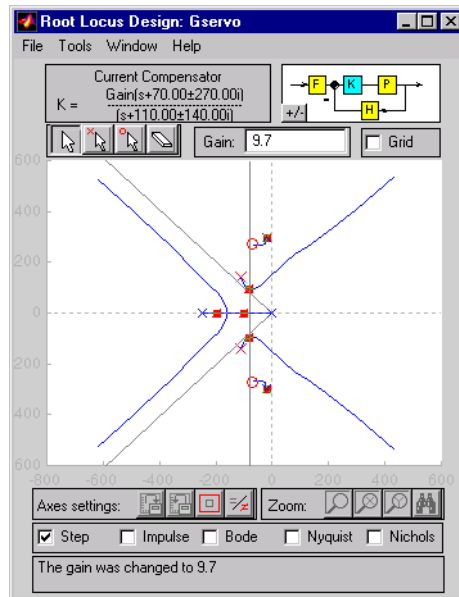 Root Locus Design: Gservo
File Tools Window Help
Current Compensator
K = Gain(s+70.00±270.00i)
(s+110.00±140.00i)
F K P
H
-
+/-
Gain: 9.7
Grid
600
400
200
0
200
400
600
-800 -600 -400 -200 0 200 400 600
Axes settings: Zoom:
Step Impulse Bode Nyquist Nichols
The gain was changed to 9.7